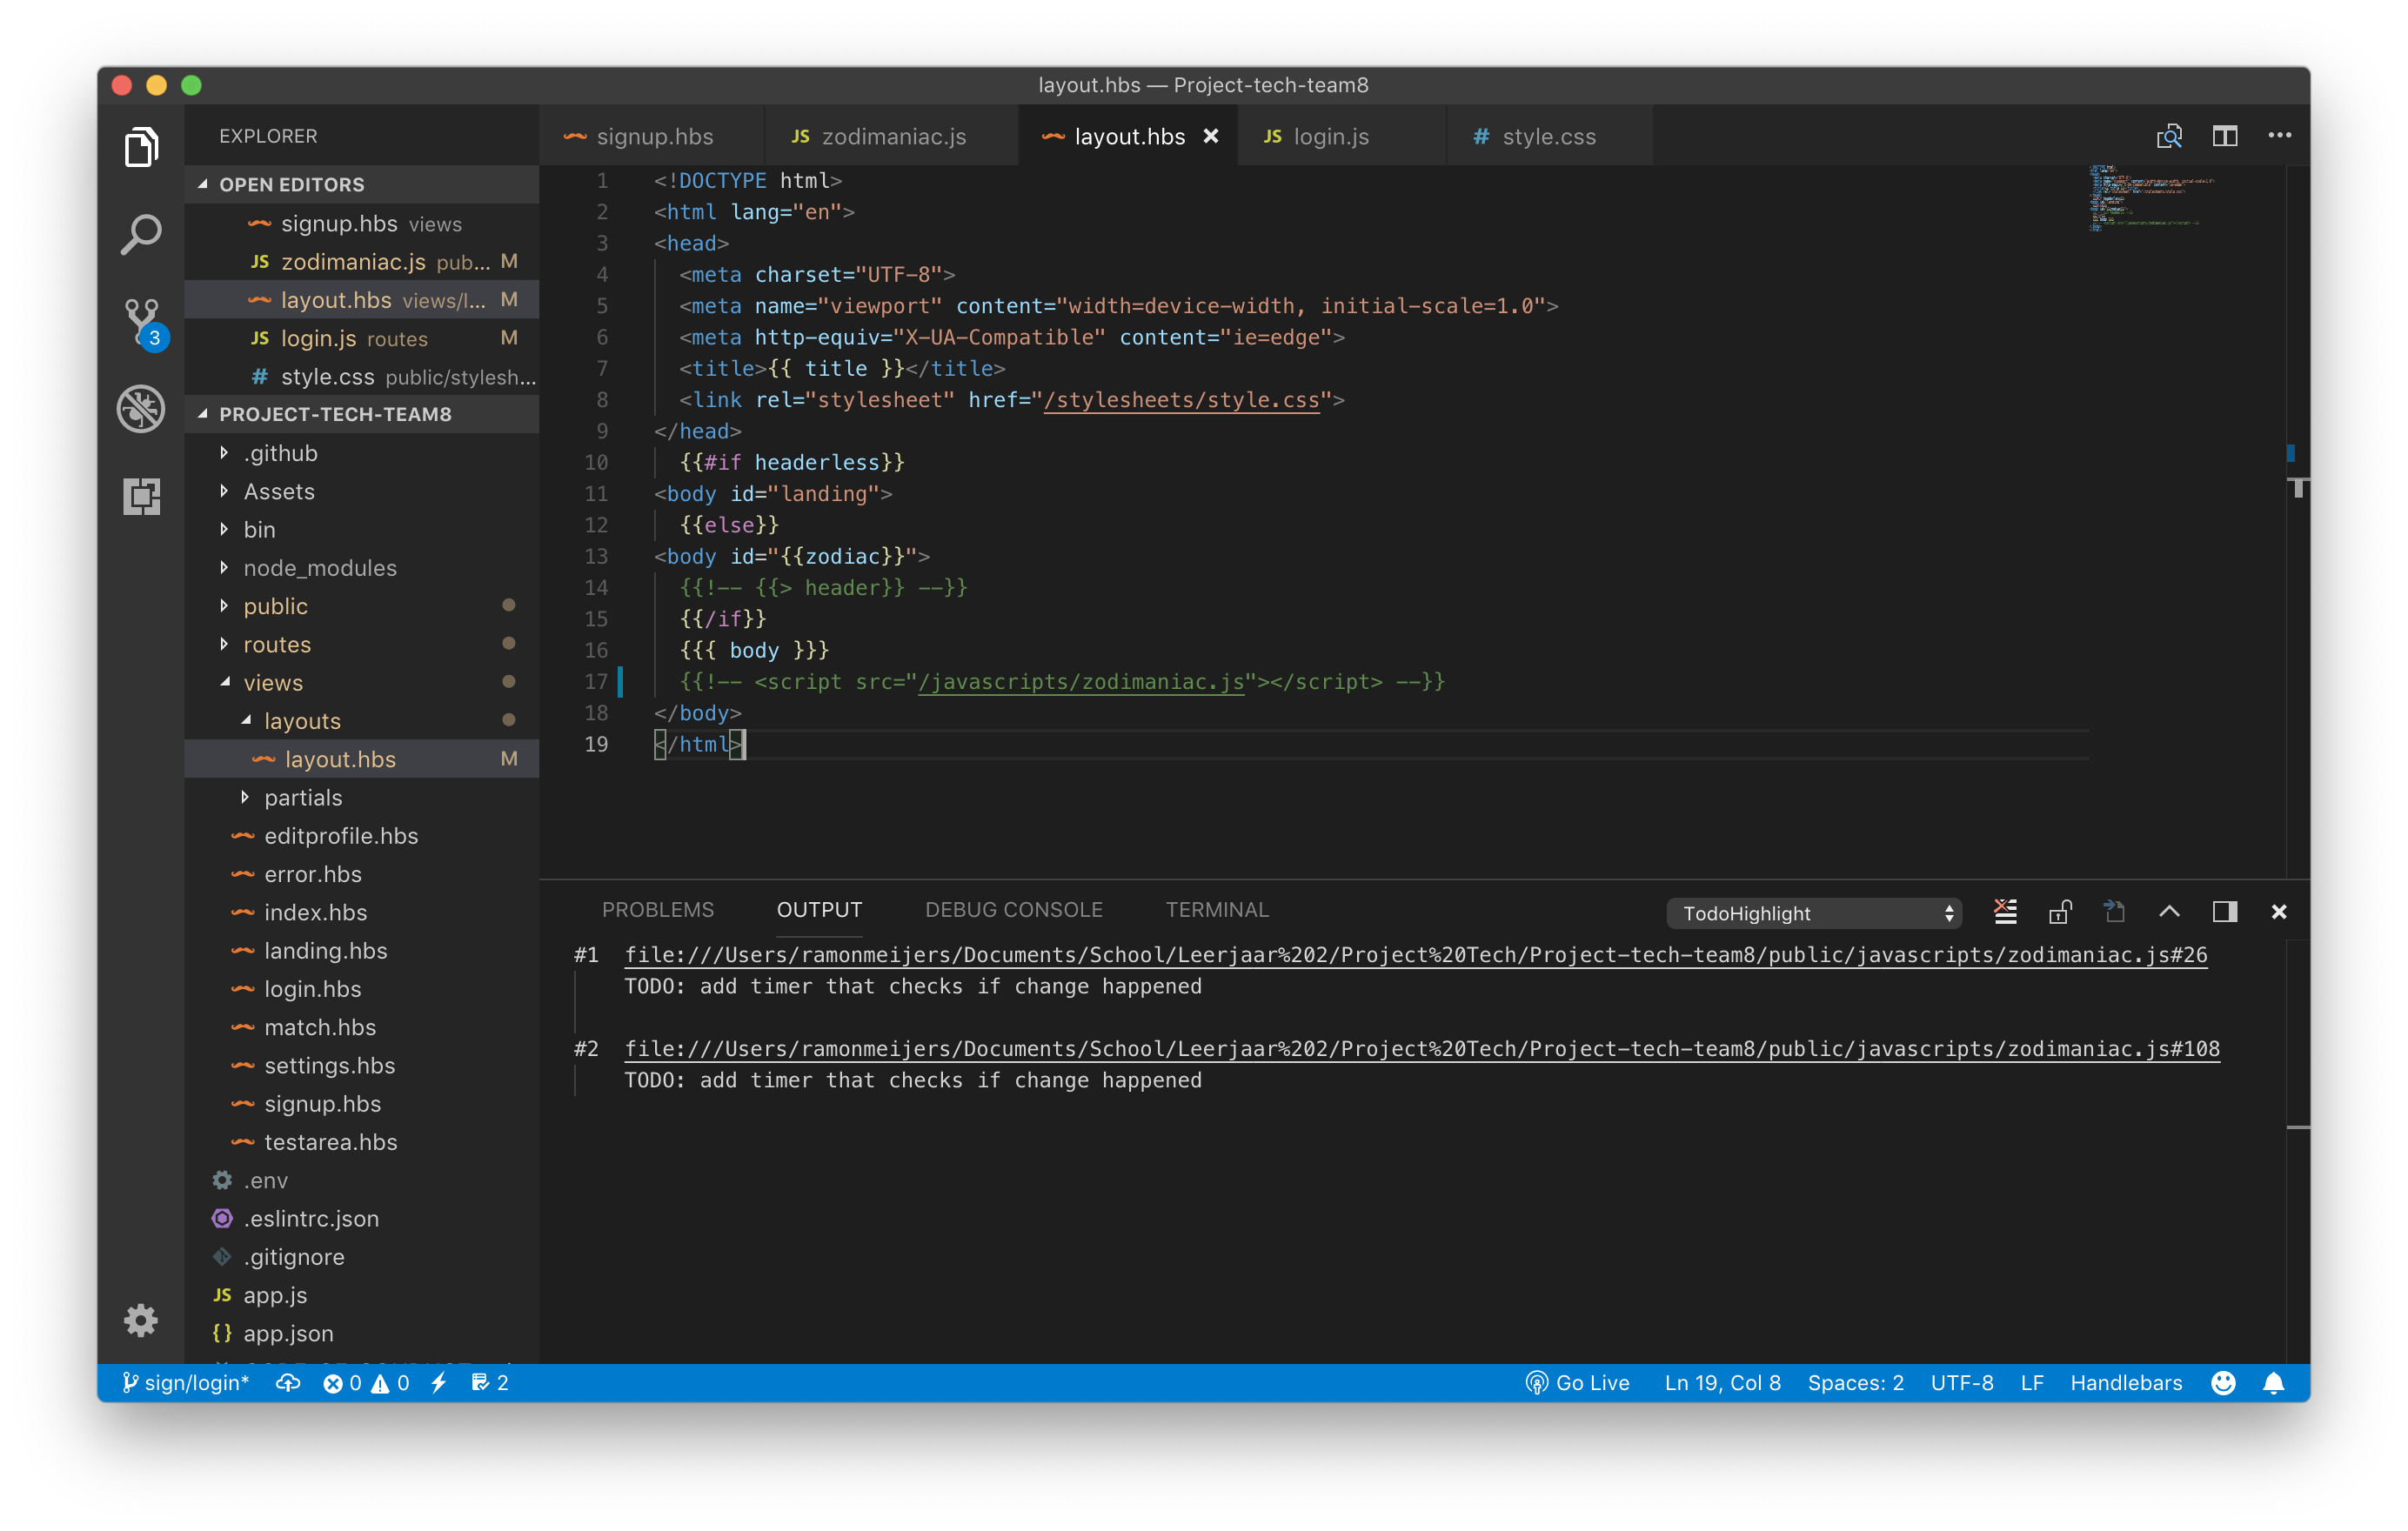 layout.hbs — Project-tech-team8
EXPLORER
OPEN EDITORS
signup.hbs views
JS zodimaniac.js pub... M
layout.hbs views/l... M
JS login.js routes M
# style.css public/stylesh...
PROJECT-TECH-TEAM8
.github
Assets
bin
node_modules
public
routes
views
layouts
layout.hbs M
partials
editprofile.hbs
error.hbs
index.hbs
landing.hbs
login.hbs
match.hbs
settings.hbs
signup.hbs
testarea.hbs
.env
.eslintrc.json
.gitignore
JS app.js
{ } app.json
3
signup.hbs JS zodimaniac.js layout.hbs JS login.js # style.css
1 <!DOCTYPE html>
2 <html lang="en">
3 <head>
4 <meta charset="UTF-8">
5 <meta name="viewport" content="width=device-width, initial-scale=1.0">
6 <meta http-equiv="X-UA-Compatible" content="ie=edge">
7 <title>{{ title }}</title>
8 <link rel="stylesheet" href="/stylesheets/style.css">
9 </head>
10 {{#if headerless}}
11 <body id="landing">
12 {{else}}
13 <body id="{{zodiac}}">
14 {{!-- {{> header}} --}}
15 {{/if}}
16 {{{ body }}}
17 {{!-- <script src="/javascripts/zodimaniac.js"></script> --}}
18 </body>
19 </html>
PROBLEMS OUTPUT DEBUG CONSOLE TERMINAL TodoHighlight
#1 file:///Users/ramonmeijers/Documents/School/Leerjaar%202/Project%20Tech/Project-tech-team8/public/javascripts/zodimaniac.js#26
TODO: add timer that checks if change happened
#2 file:///Users/ramonmeijers/Documents/School/Leerjaar%202/Project%20Tech/Project-tech-team8/public/javascripts/zodimaniac.js#108
TODO: add timer that checks if change happened
sign/login* 0 0 2 Go Live Ln 19, Col 8 Spaces: 2 UTF-8 LF Handlebars